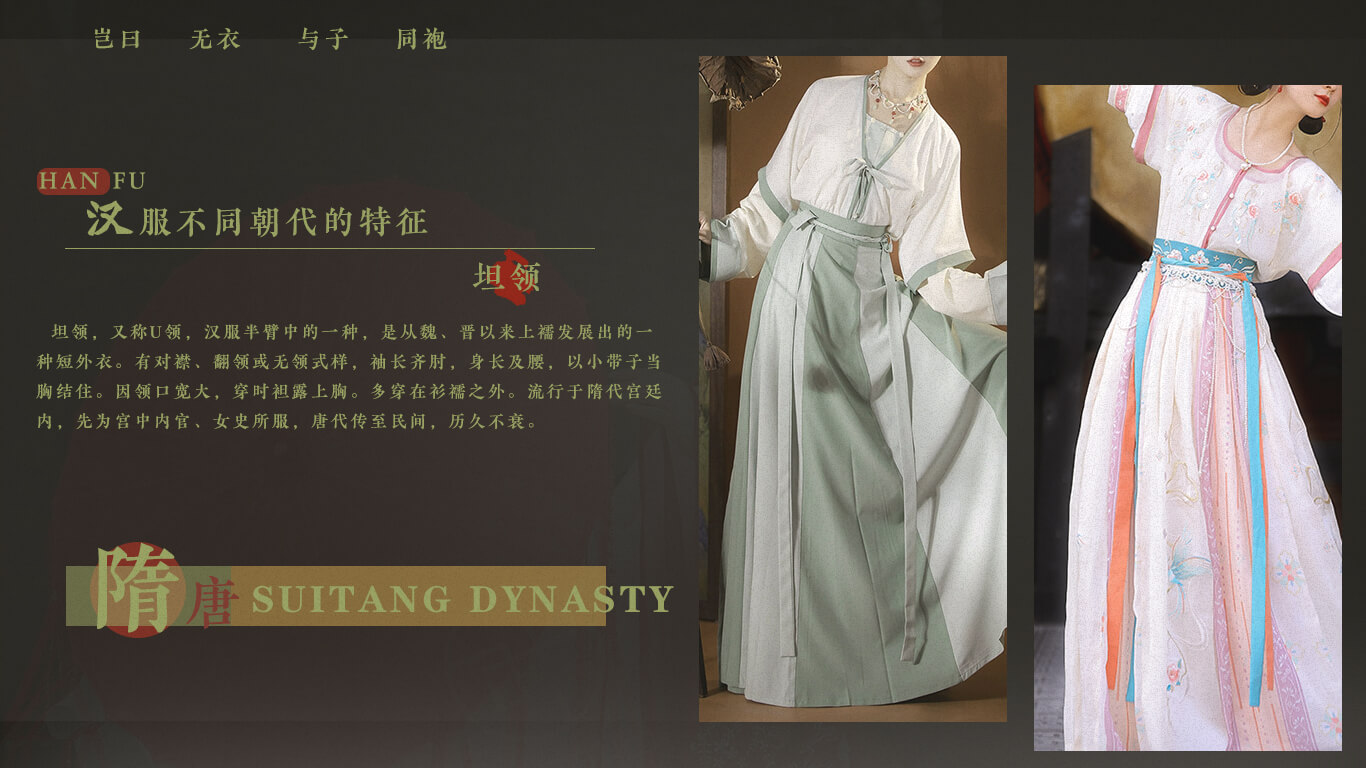 岂曰 无衣 与子 同袍
HAN FU
汉服不同朝代的特征
坦领
坦领，又称U领，汉服半臂中的一种，是从魏、晋以来上襦发展出的一
种短外衣。有对襟、翻领或无领式样，袖长齐肘，身长及腰，以小带子当
胸结住。因领口宽大，穿时袒露上胸。多穿在衫襦之外。流行于隋代宫廷
内，先为宫中内官、女史所服，唐代传至民间，历久不衰。
隋唐 SUITANG DYNASTY